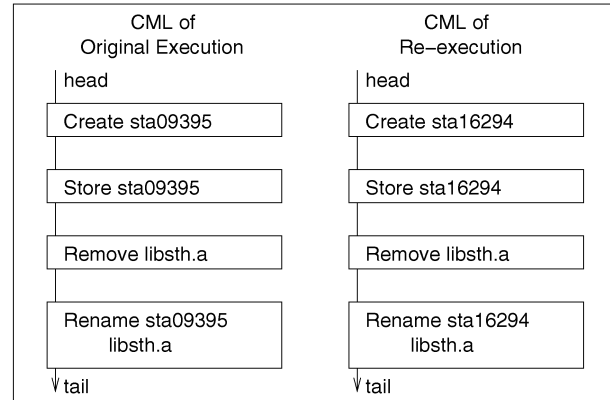 CML of
Original Execution
head
Create sta09395
Store sta09395
Remove libsth.a
Rename sta09395
libsth.a
tail
CML of
Re-execution
head
Create sta16294
Store sta16294
Remove libsth.a
Rename sta16294
libsth.a
tail